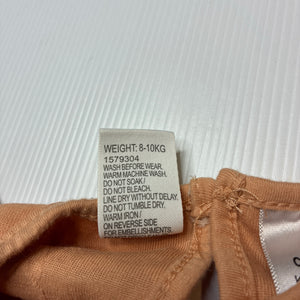 WEIGHT: 8-10KG
1579304
WASH BEFORE WEAR.
WARM MACHINE WASH.
DO NOT SOAK/
DO NOT BLEACH.
LINE DRY WITHOUT DELAY.
DO NOT TUMBLE DRY.
WARM IRON/
ON REVERSE SIDE
FOR EMBELLISHMENTS.